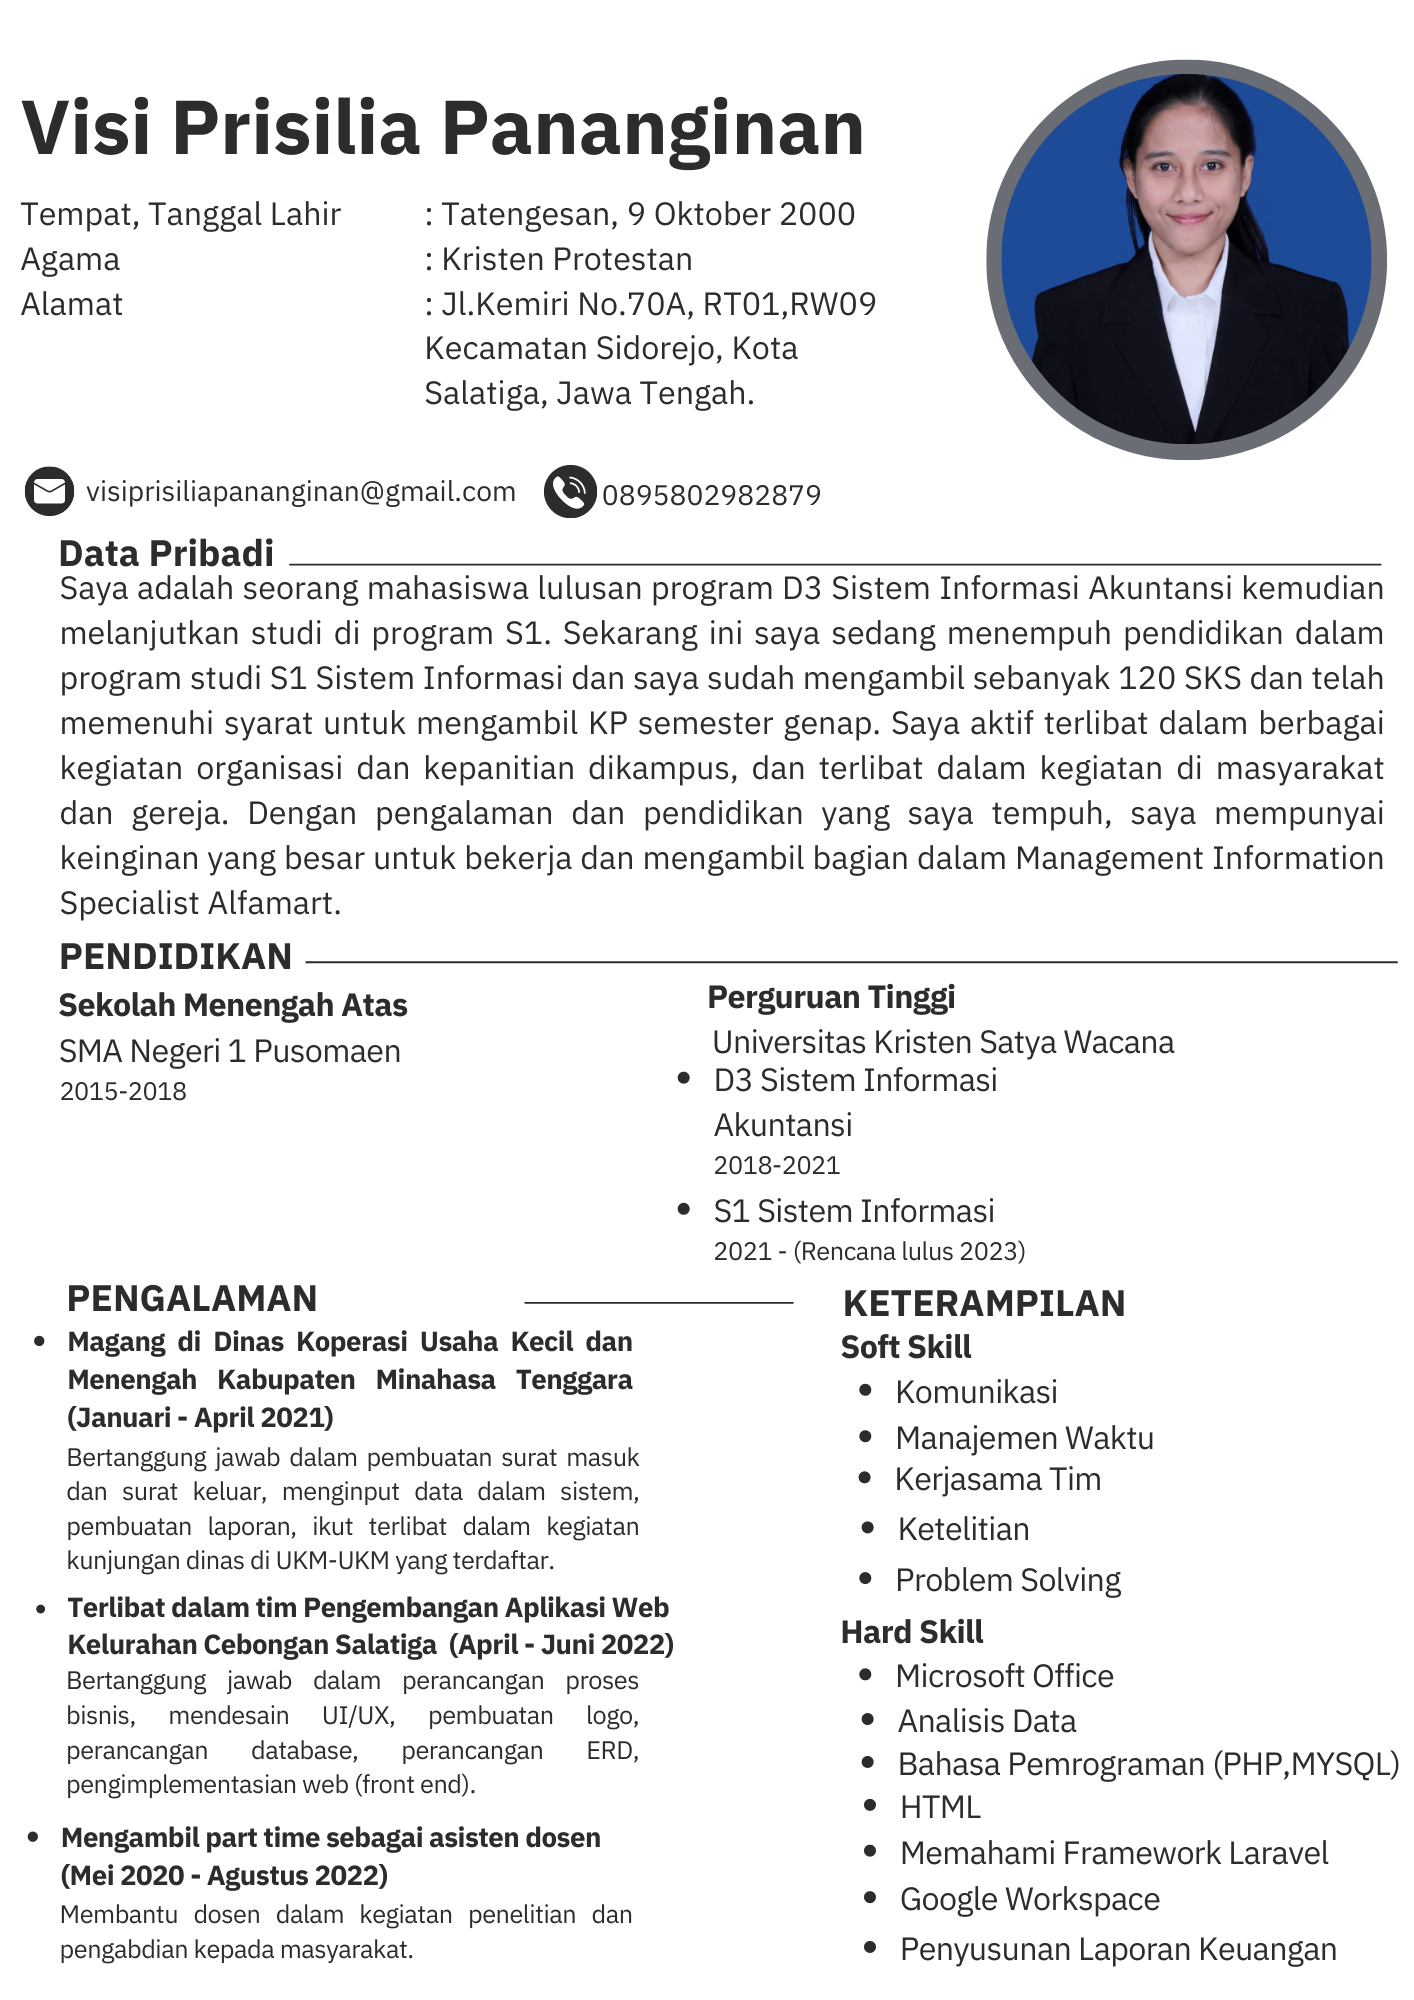 Visi Prisilia Pananginan
Tempat, Tanggal Lahir : Tatengesan, 9 Oktober 2000
Agama : Kristen Protestan
Alamat : Jl.Kemiri No.70A, RT01,RW09
Kecamatan Sidorejo, Kota
Salatiga, Jawa Tengah.
visiprisiliapananginan@gmail.com 0895802982879
Data Pribadi
Saya adalah seorang mahasiswa lulusan program D3 Sistem Informasi Akuntansi kemudian
melanjutkan studi di program S1. Sekarang ini saya sedang menempuh pendidikan dalam
program studi S1 Sistem Informasi dan saya sudah mengambil sebanyak 120 SKS dan telah
memenuhi syarat untuk mengambil KP semester genap. Saya aktif terlibat dalam berbagai
kegiatan organisasi dan kepanitian dikampus, dan terlibat dalam kegiatan di masyarakat
dan gereja. Dengan pengalaman dan pendidikan yang saya tempuh, saya mempunyai
keinginan yang besar untuk bekerja dan mengambil bagian dalam Management Information
Specialist Alfamart.
PENDIDIKAN
Sekolah Menengah Atas
SMA Negeri 1 Pusomaen
2015-2018
Perguruan Tinggi
Universitas Kristen Satya Wacana
• D3 Sistem Informasi
Akuntansi
2018-2021
• S1 Sistem Informasi
2021 - (Rencana lulus 2023)
PENGALAMAN
• Magang di Dinas Koperasi Usaha Kecil dan
Menengah Kabupaten Minahasa Tenggara
(Januari - April 2021)
Bertanggung jawab dalam pembuatan surat masuk
dan surat keluar, menginput data dalam sistem,
pembuatan laporan, ikut terlibat dalam kegiatan
kunjungan dinas di UKM-UKM yang terdaftar.
• Terlibat dalam tim Pengembangan Aplikasi Web
Kelurahan Cebongan Salatiga (April - Juni 2022)
Bertanggung jawab dalam perancangan proses
bisnis, mendesain UI/UX, pembuatan logo,
perancangan database, perancangan ERD,
pengimplementasian web (front end).
• Mengambil part time sebagai asisten dosen
(Mei 2020 - Agustus 2022)
Membantu dosen dalam kegiatan penelitian dan
pengabdian kepada masyarakat.
KETERAMPILAN
Soft Skill
• Komunikasi
• Manajemen Waktu
• Kerjasama Tim
• Ketelitian
• Problem Solving
Hard Skill
• Microsoft Office
• Analisis Data
• Bahasa Pemrograman (PHP,MYSQL)
• HTML
• Memahami Framework Laravel
• Google Workspace
• Penyusunan Laporan Keuangan